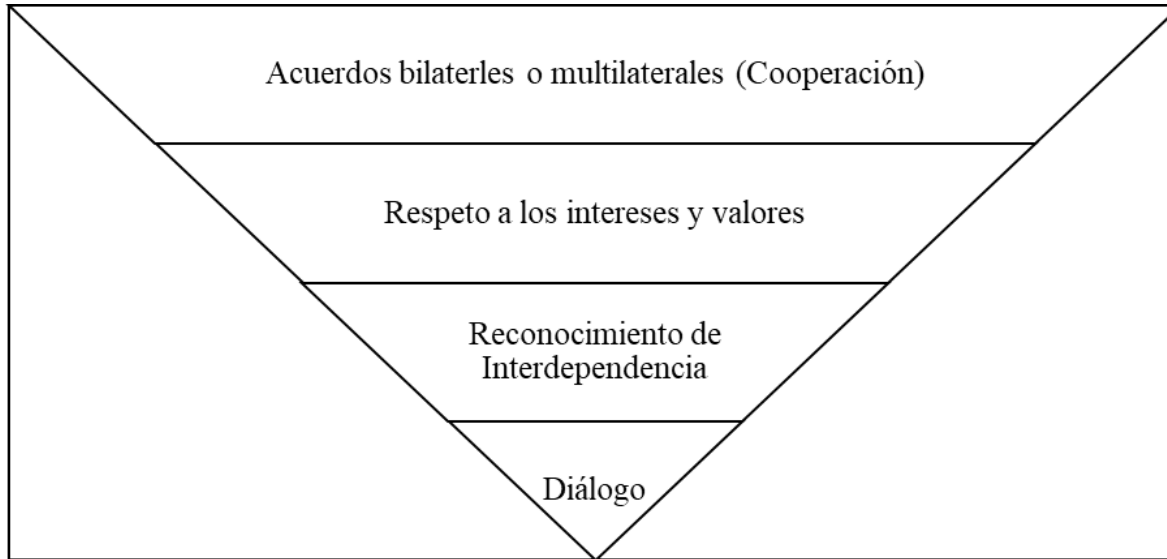 Acuerdos bilaterles o multilaterales (Cooperación)
Respeto a los intereses y valores
Reconocimiento de
Interdependencia
Diálogo